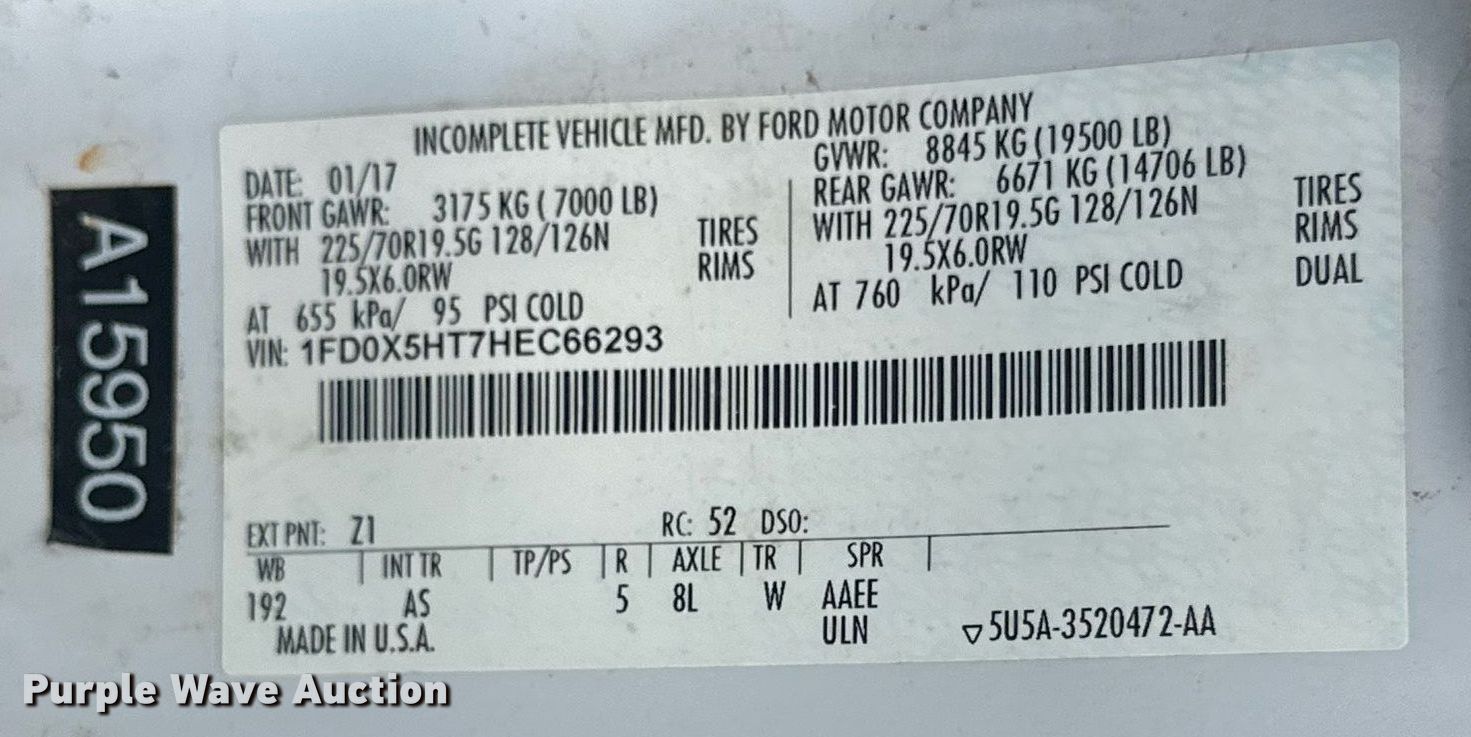 A15950
INCOMPLETE VEHICLE MFD. BY FORD MOTOR COMPANY
DATE: 01/17
FRONT GAWR: 3175 KG ( 7000 LB)
WITH 225/70R19.5G 128/126N TIRES
19.5X6.0RW RIMS
AT 655 kPa/ 95 PSI COLD
GVWR: 8845 KG (19500 LB)
REAR GAWR: 6671 KG (14706 LB)
WITH 225/70R19.5G 128/126N TIRES
19.5X6.0RW RIMS
AT 760 kPa/ 110 PSI COLD DUAL
VIN: 1FD0X5HT7HEC66293
EXT PNT: Z1 RC: 52 DSO:
WB INT TR TP/PS R AXLE TR SPR
192 AS 5 8L W AAEE
MADE IN U.S.A. ULN ▽5U5A-3520472-AA
Purple Wave Auction